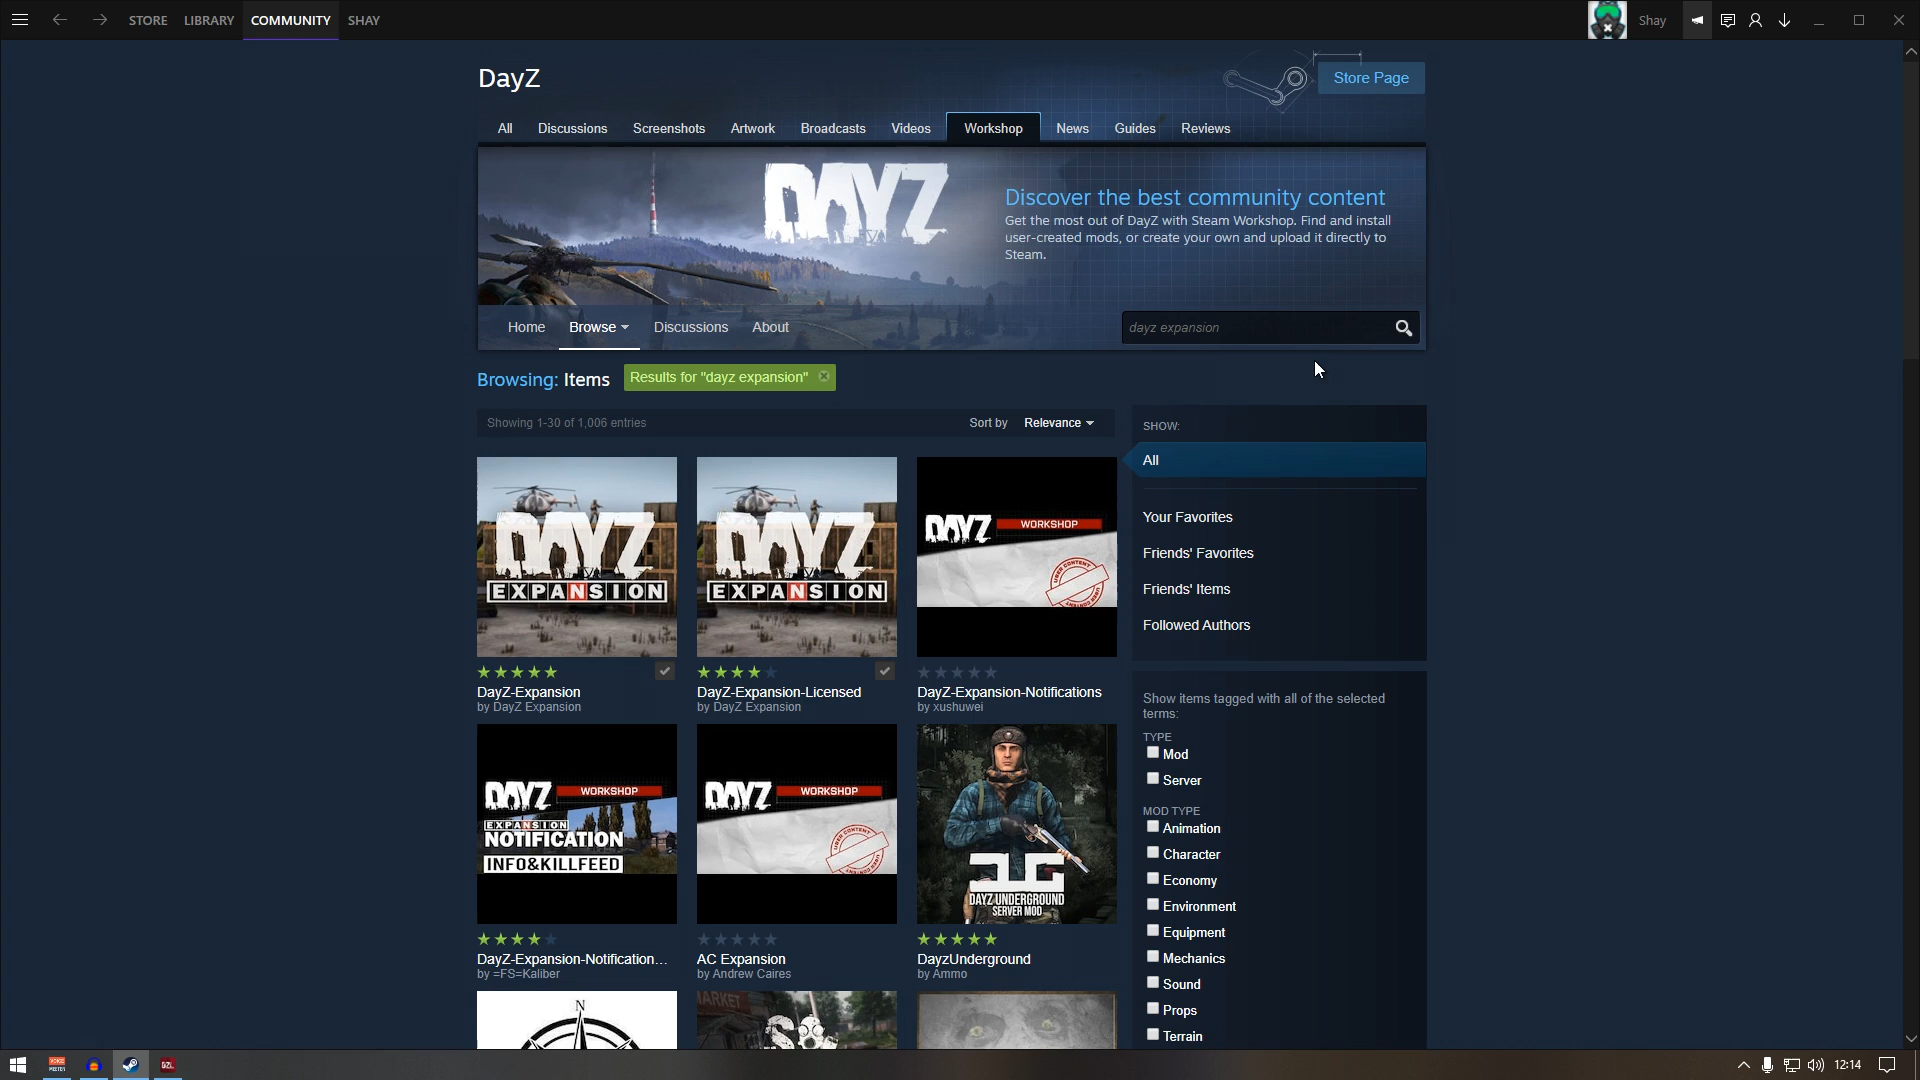 STORE LIBRARY COMMUNITY SHAY
Shay
DayZ
Store Page
All Discussions Screenshots Artwork Broadcasts Videos Workshop News Guides Reviews
DAYZ
Discover the best community content
Get the most out of DayZ with Steam Workshop. Find and install
user-created mods, or create your own and upload it directly to
Steam.
Home Browse Discussions About
dayz expansion
Browsing: Items
Results for "dayz expansion"
Showing 1-30 of 1,006 entries
Sort by Relevance
DAYZ
EXPANSION
DayZ-Expansion
by DayZ Expansion
DAYZ
EXPANSION
DayZ-Expansion-Licensed
by DayZ Expansion
DAYZ WORKSHOP
USER CONTENT
DayZ-Expansion-Notifications
by xushuwei
DAYZ WORKSHOP
EXPANSION
NOTIFICATION
INFO&KILLFEED
DayZ-Expansion-Notification...
by =FS=Kaliber
DAYZ WORKSHOP
USER CONTENT
AC Expansion
by Andrew Caires
DAYZ UNDERGROUND
SERVER MOD
DayzUnderground
by Ammo
N
MARKET
SHOW:
All
Your Favorites
Friends' Favorites
Friends' Items
Followed Authors
Show items tagged with all of the selected
terms:
TYPE
Mod
Server
MOD TYPE
Animation
Character
Economy
Environment
Equipment
Mechanics
Sound
Props
Terrain
DZL
12:14